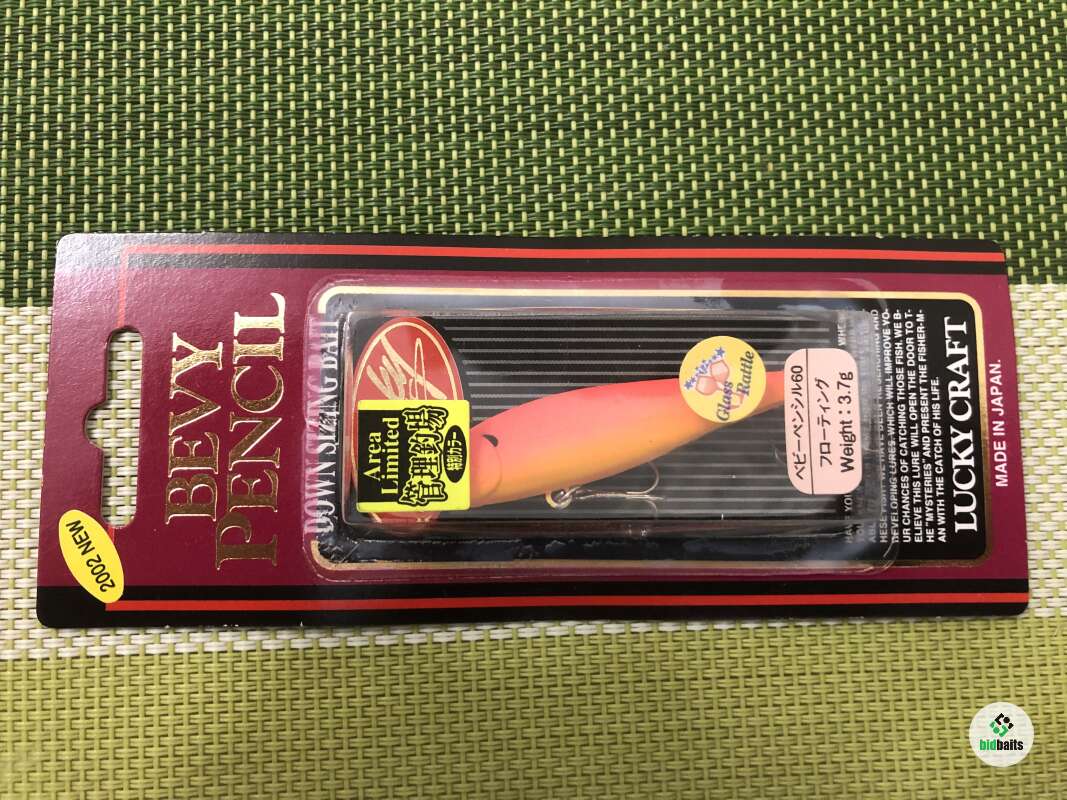 2002 NEW
BEVY
PENCIL
DOWN SIZING BAIT
Area
Limited
管理釣場
特別カラー
Glass
Rattle
ベビーペンシル60
フローティング
Weight : 3.7g
DEVELOPING LURES, WHICH WILL IMPROVE YO-
UR CHANCES OF CATCHING THOSE FISH. WE B-
ELIEVE THIS LURE WILL OPEN THE DOOR TO T-
HE "MYSTERIES" AND PRESENT THE FISHER-M-
AN WITH THE CATCH OF HIS LIFE.
LUCKY CRAFT
MADE IN JAPAN.
bidbaits